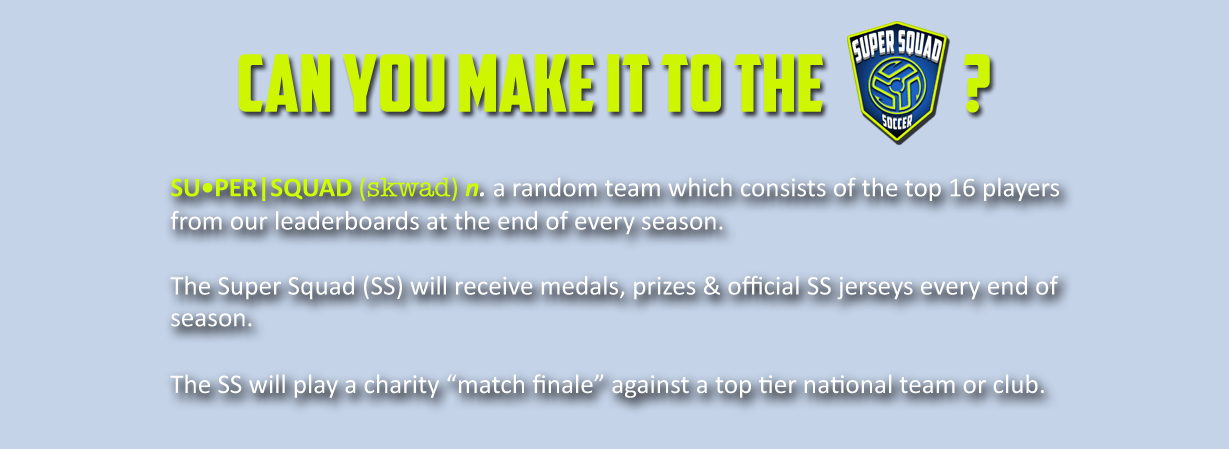 CAN YOU MAKE IT TO THE SUPER SQUAD SOCCER ?
SU•PER|SQUAD (skwad) n. a random team which consists of the top 16 players
from our leaderboards at the end of every season.
The Super Squad (SS) will receive medals, prizes & official SS jerseys every end of
season.
The SS will play a charity “match finale” against a top tier national team or club.